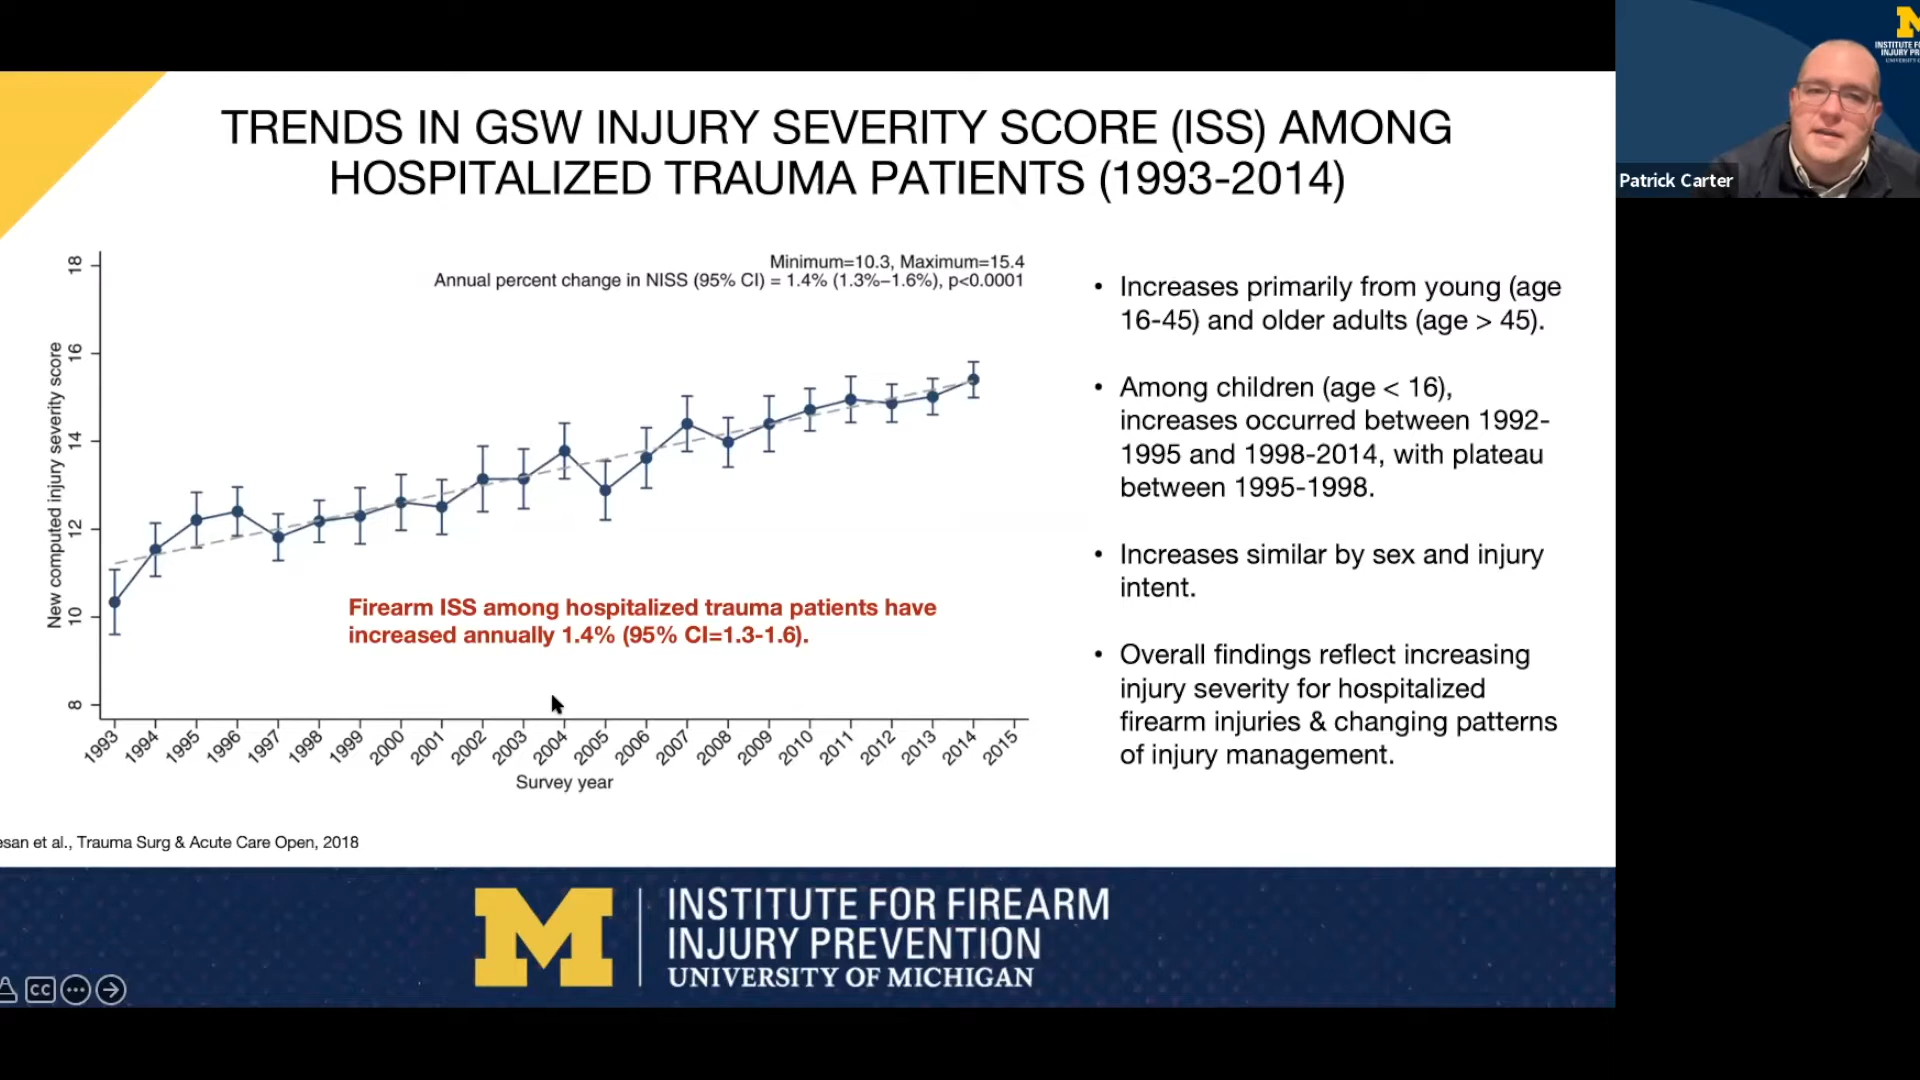 TRENDS IN GSW INJURY SEVERITY SCORE (ISS) AMONG
HOSPITALIZED TRAUMA PATIENTS (1993-2014)
Minimum=10.3, Maximum=15.4
Annual percent change in NISS (95% CI) = 1.4% (1.3%–1.6%), p<0.0001
New computed injury severity score
18
16
14
12
10
8
Firearm ISS among hospitalized trauma patients have
increased annually 1.4% (95% CI=1.3-1.6).
1993 1994 1995 1996 1997 1998 1999 2000 2001 2002 2003 2004 2005 2006 2007 2008 2009 2010 2011 2012 2013 2014 2015
Survey year
• Increases primarily from young (age
16-45) and older adults (age > 45).
• Among children (age < 16),
increases occurred between 1992-
1995 and 1998-2014, with plateau
between 1995-1998.
• Increases similar by sex and injury
intent.
• Overall findings reflect increasing
injury severity for hospitalized
firearm injuries & changing patterns
of injury management.
et al., Trauma Surg & Acute Care Open, 2018
M
INSTITUTE FOR FIREARM
INJURY PREVENTION
UNIVERSITY OF MICHIGAN
CC
Patrick Carter
M
INSTITUTE
INJURY